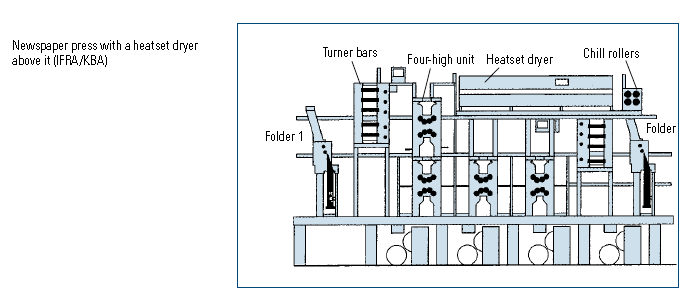 Newspaper press with a heatset dryer
above it (IFRA/KBA)
Turner bars
Four-high unit
Heatset dryer
Chill rollers
Folder 1
Folder